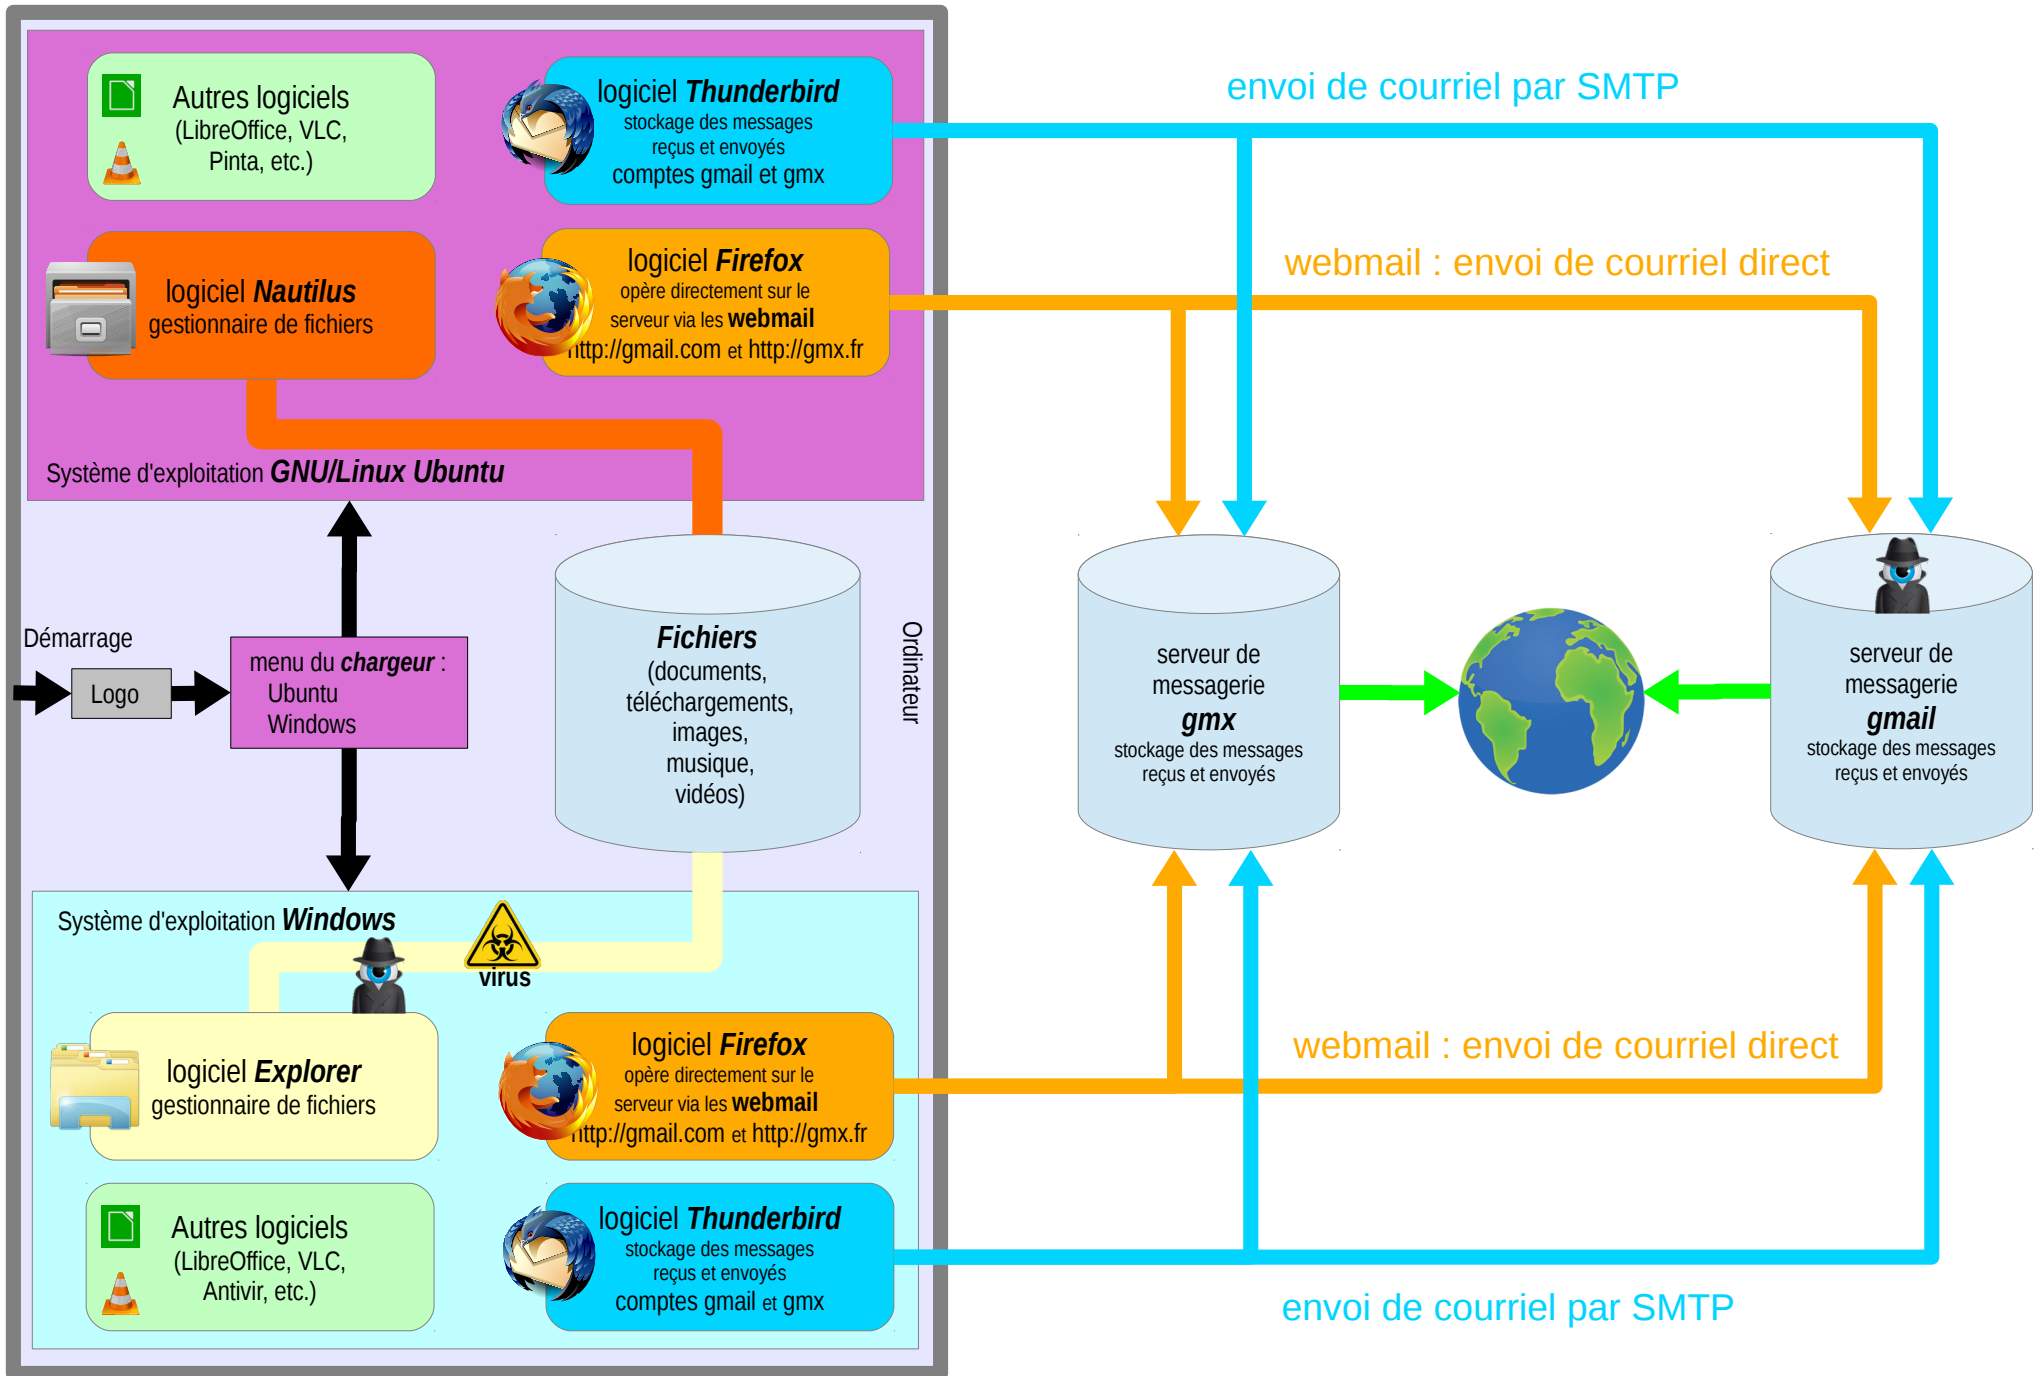 Autres logiciels
(LibreOffice, VLC,
Pinta, etc.)
logiciel Thunderbird
stockage des messages
reçus et envoyés
comptes gmail et gmx
envoi de courriel par SMTP
logiciel Nautilus
gestionnaire de fichiers
logiciel Firefox
opère directement sur le
serveur via les webmail
http://gmail.com et http://gmx.fr
webmail : envoi de courriel direct
Système d'exploitation GNU/Linux Ubuntu
Démarrage
Logo
menu du chargeur :
Ubuntu
Windows
Fichiers
(documents,
téléchargements,
images,
musique,
vidéos)
Ordinateur
serveur de
messagerie
gmx
stockage des messages
reçus et envoyés
serveur de
messagerie
gmail
stockage des messages
reçus et envoyés
Système d'exploitation Windows
virus
logiciel Explorer
gestionnaire de fichiers
logiciel Firefox
opère directement sur le
serveur via les webmail
http://gmail.com et http://gmx.fr
webmail : envoi de courriel direct
Autres logiciels
(LibreOffice, VLC,
Antivir, etc.)
logiciel Thunderbird
stockage des messages
reçus et envoyés
comptes gmail et gmx
envoi de courriel par SMTP